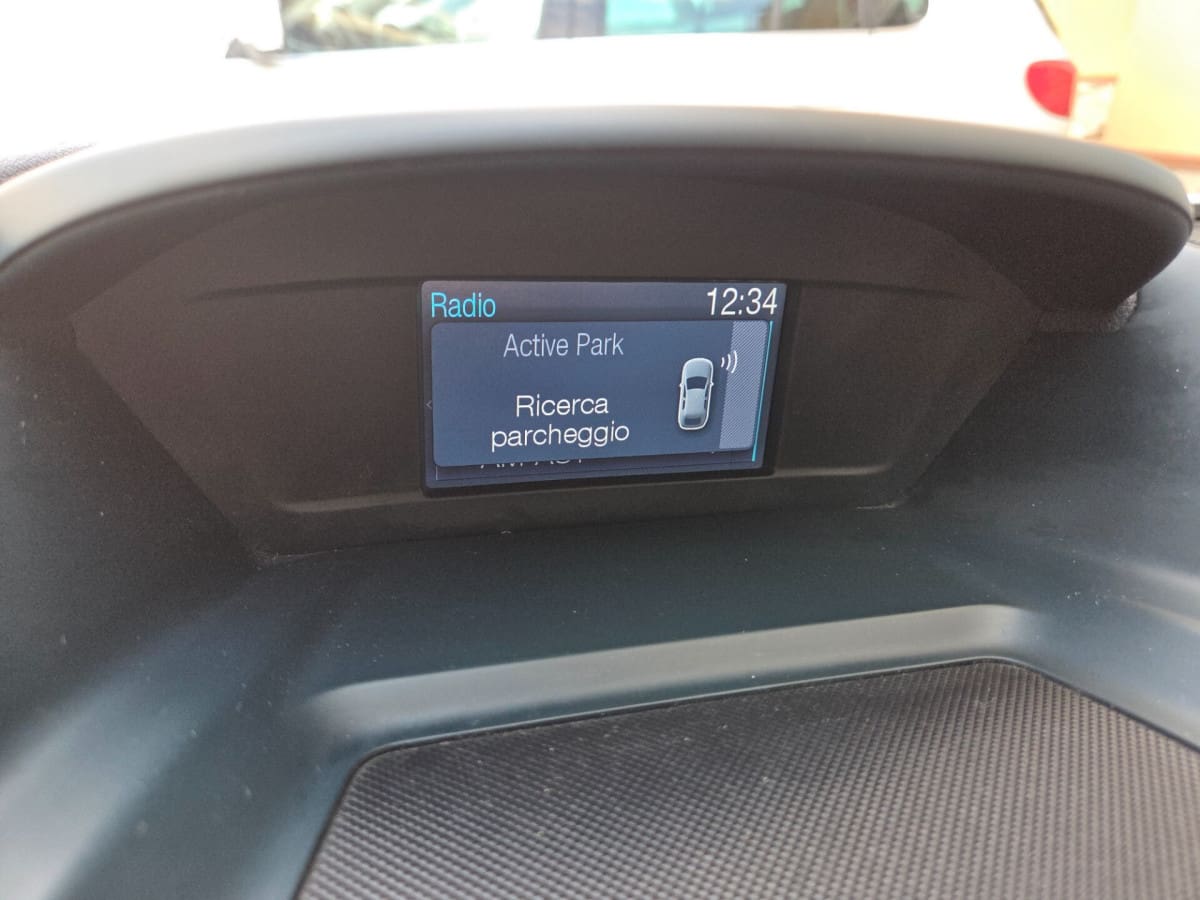 Radio 12:34
Active Park
Ricerca
parcheggio